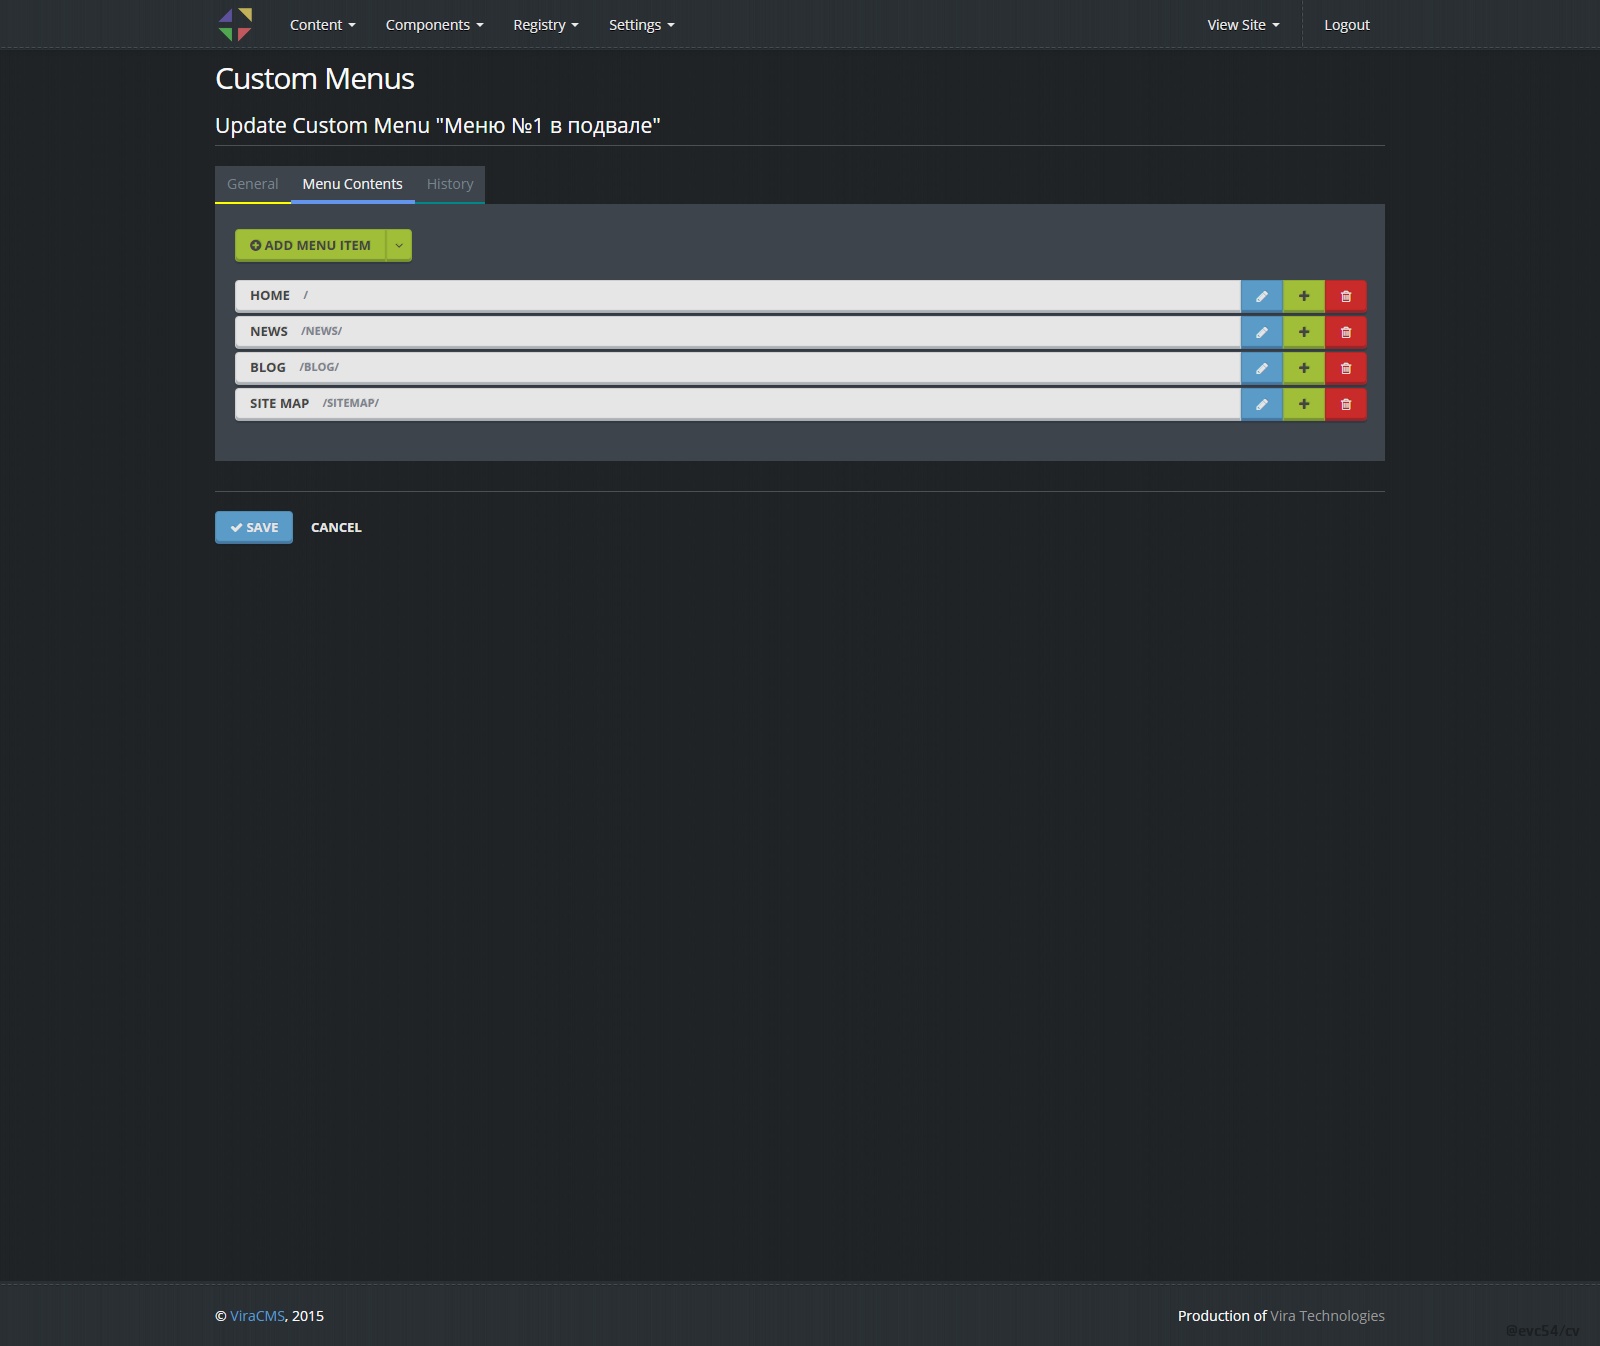 Content Components Registry Settings View Site Logout
Custom Menus
Update Custom Menu "Меню №1 в подвале"
General Menu Contents History
ADD MENU ITEM
HOME /
NEWS /NEWS/
BLOG /BLOG/
SITE MAP /SITEMAP/
SAVE CANCEL
© ViraCMS, 2015 Production of Vira Technologies
@evc54/cv